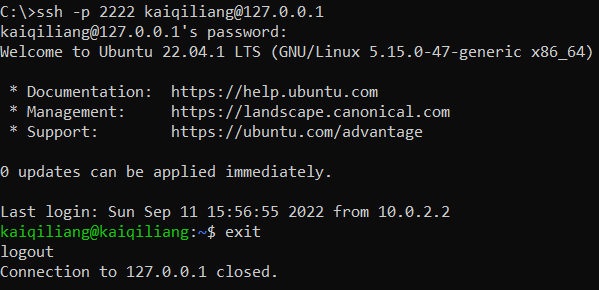 C:\>ssh -p 2222 kaiqiliang@127.0.0.1
kaiqiliang@127.0.0.1's password:
Welcome to Ubuntu 22.04.1 LTS (GNU/Linux 5.15.0-47-generic x86_64)
* Documentation:  https://help.ubuntu.com
* Management:     https://landscape.canonical.com
* Support:        https://ubuntu.com/advantage
0 updates can be applied immediately.
Last login: Sun Sep 11 15:56:55 2022 from 10.0.2.2
kaiqiliang@kaiqiliang:~$ exit
logout
Connection to 127.0.0.1 closed.